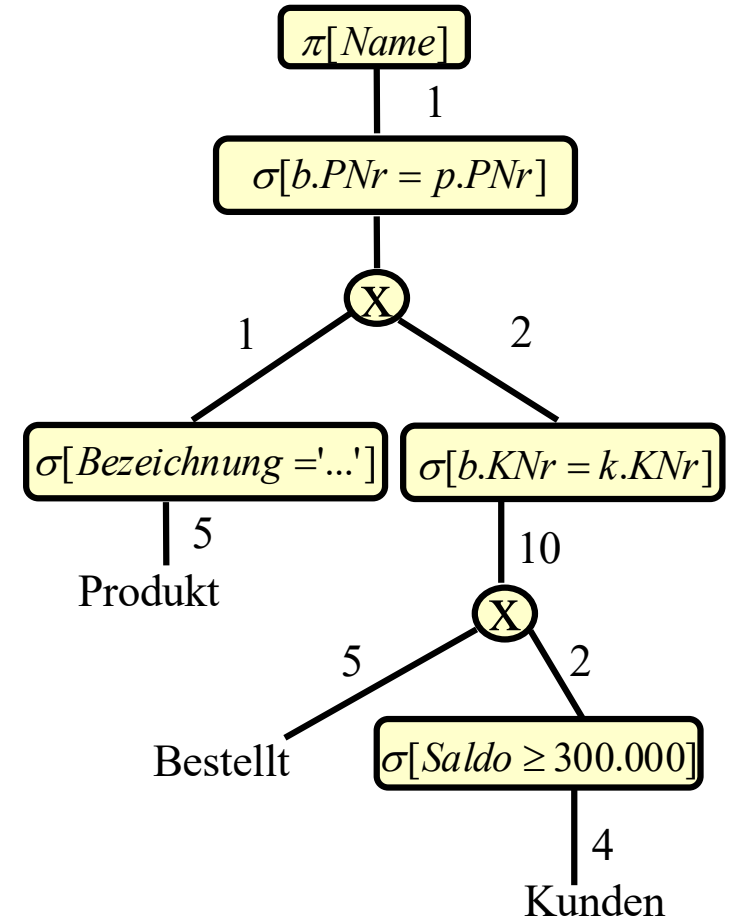 π[Name]
1
σ[b.PNr = p.PNr]
X
1
2
σ[Bezeichnung ='...']
σ[b.KNr = k.KNr]
5
10
Produkt
X
5
2
Bestellt
σ[Saldo ≥ 300.000]
4
Kunden